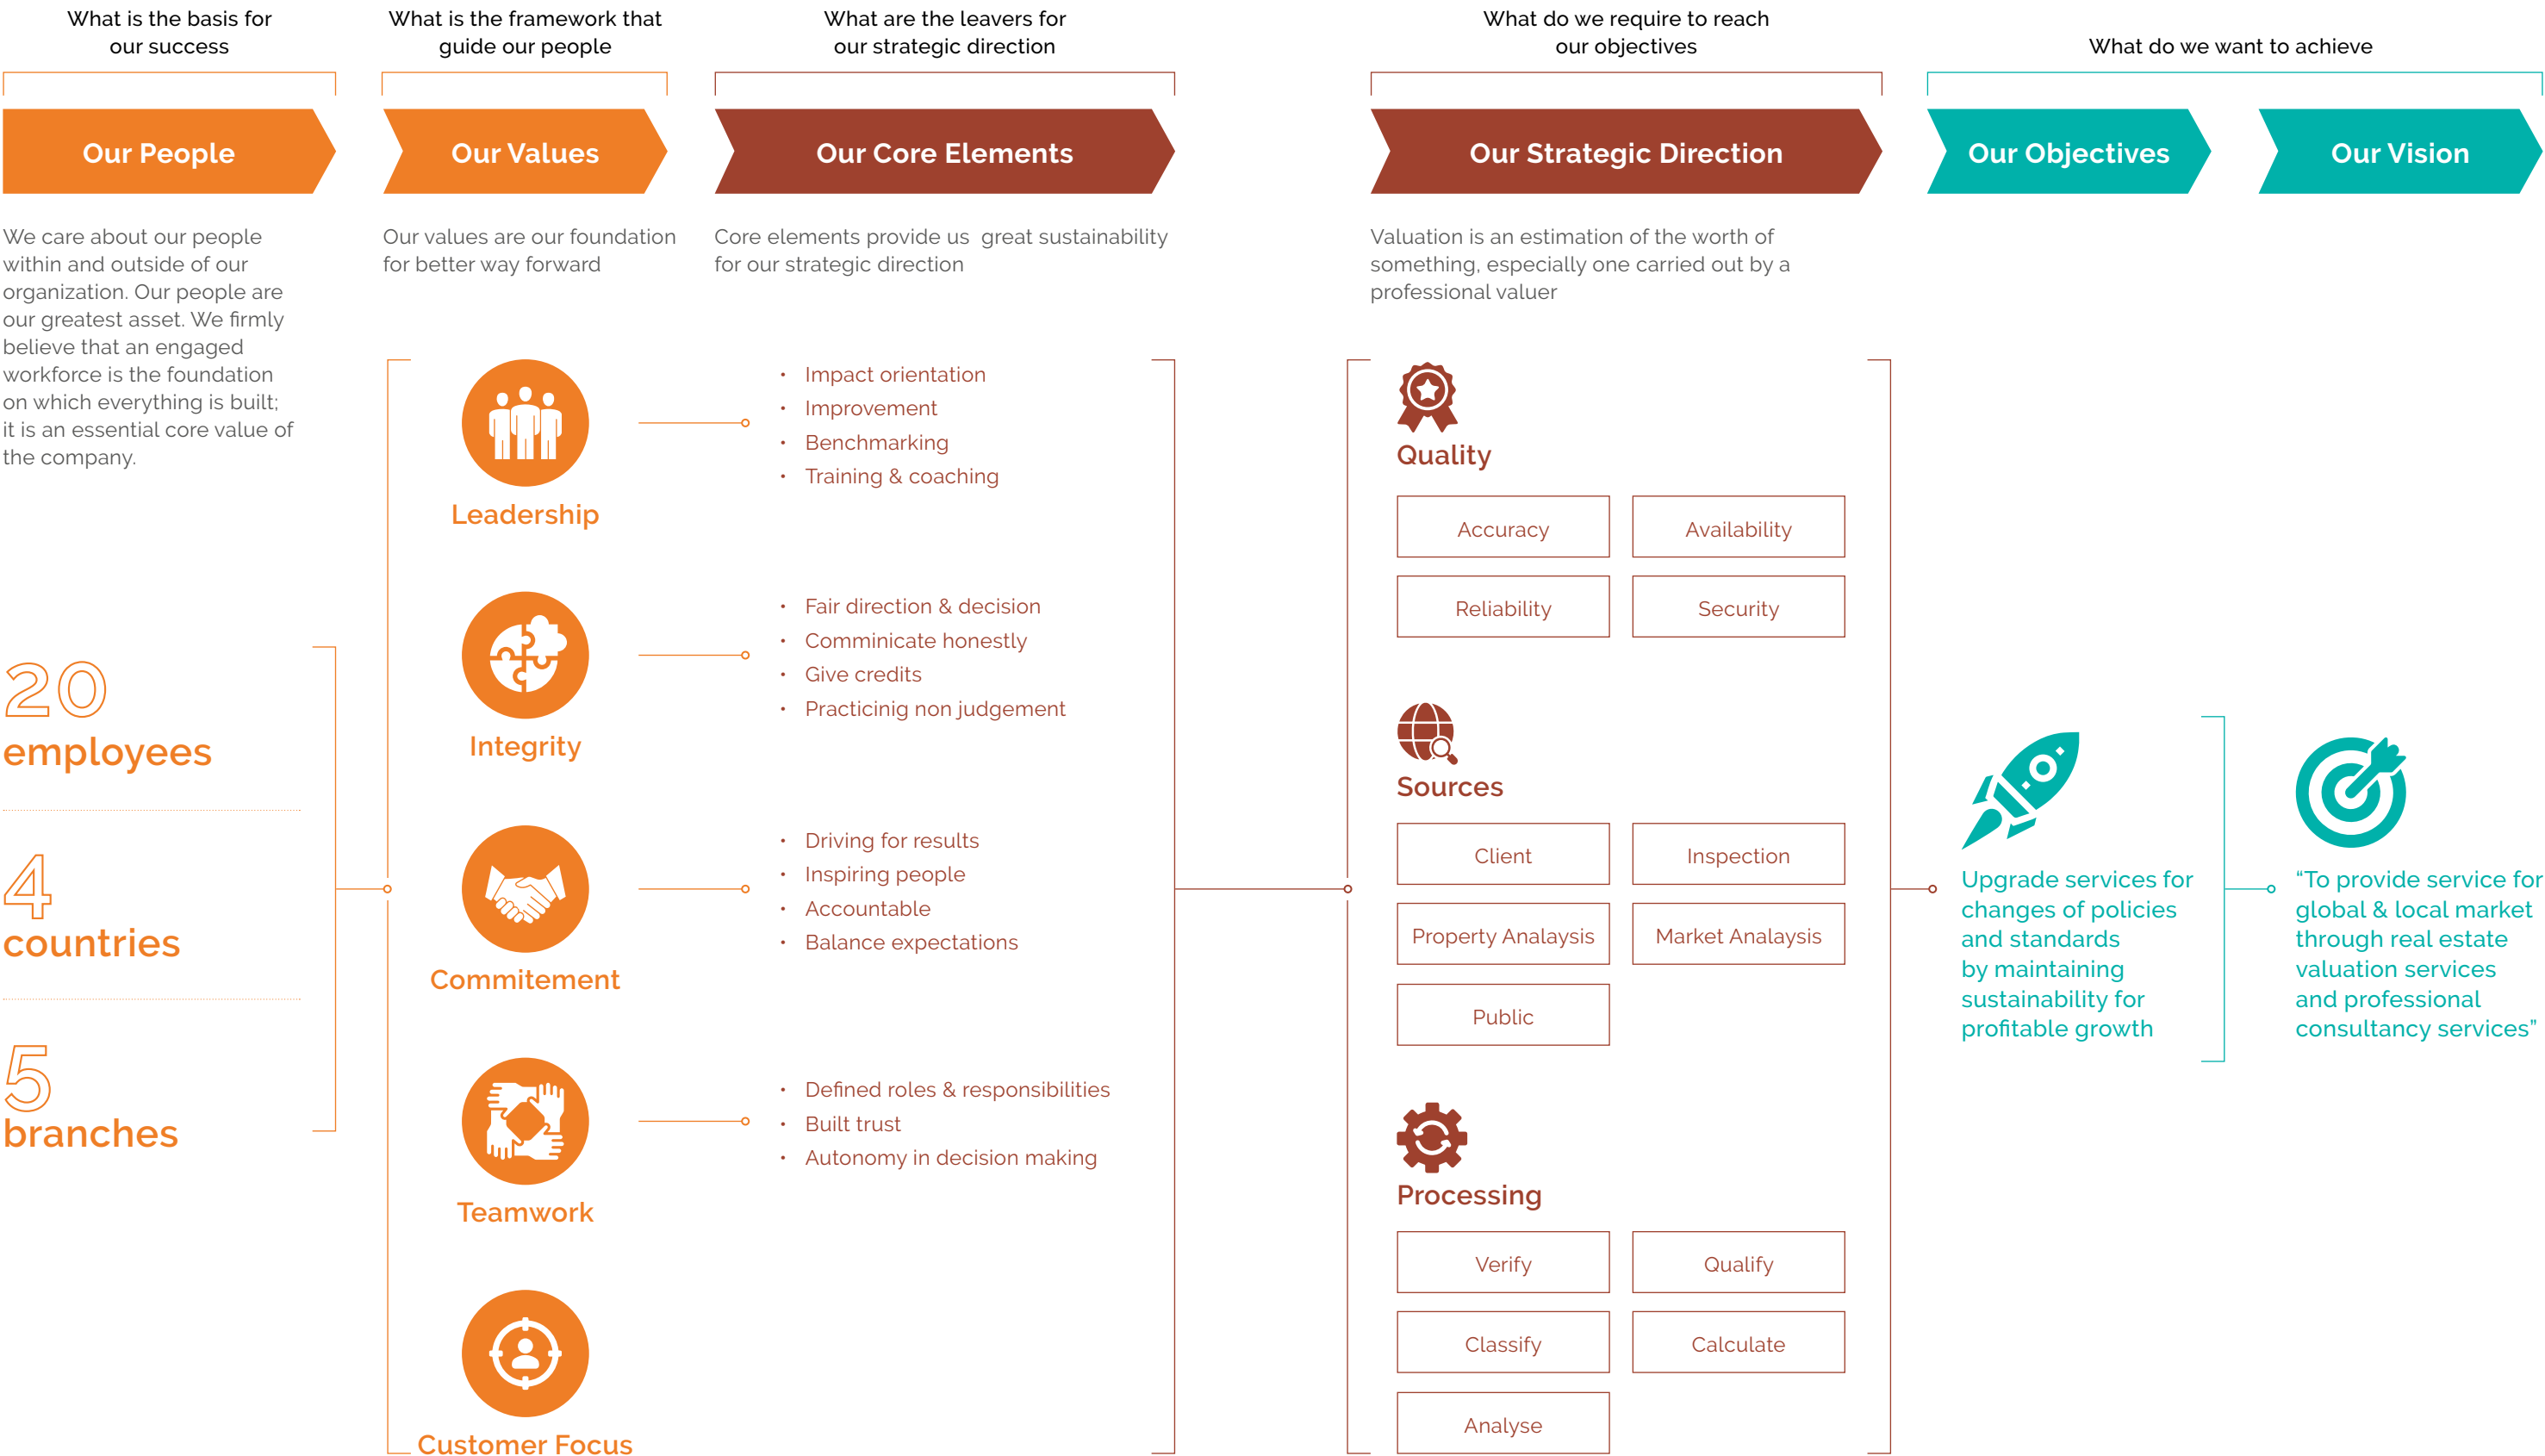 What is the basis for
our success
Our People
We care about our people
within and outside of our
organization. Our people are
our greatest asset. We firmly
believe that an engaged
workforce is the foundation
on which everything is built;
it is an essential core value of
the company.
20
employees
4
countries
5
branches
What is the framework that
guide our people
Our Values
Our values are our foundation
for better way forward
Leadership
Integrity
Commitement
Teamwork
Customer Focus
What are the leavers for
our strategic direction
Our Core Elements
Core elements provide us  great sustainability
for our strategic direction
• Impact orientation
• Improvement
• Benchmarking
• Training & coaching
• Fair direction & decision
• Comminicate honestly
• Give credits
• Practicinig non judgement
• Driving for results
• Inspiring people
• Accountable
• Balance expectations
• Defined roles & responsibilities
• Built trust
• Autonomy in decision making
What do we require to reach
our objectives
Our Strategic Direction
Valuation is an estimation of the worth of
something, especially one carried out by a
professional valuer
Quality
Accuracy
Availability
Reliability
Security
Sources
Client
Inspection
Property Analaysis
Market Analaysis
Public
Processing
Verify
Qualify
Classify
Calculate
Analyse
What do we want to achieve
Our Objectives
Upgrade services for
changes of policies
and standards
by maintaining
sustainability for
profitable growth
Our Vision
“To provide service for
global & local market
through real estate
valuation services
and professional
consultancy services”